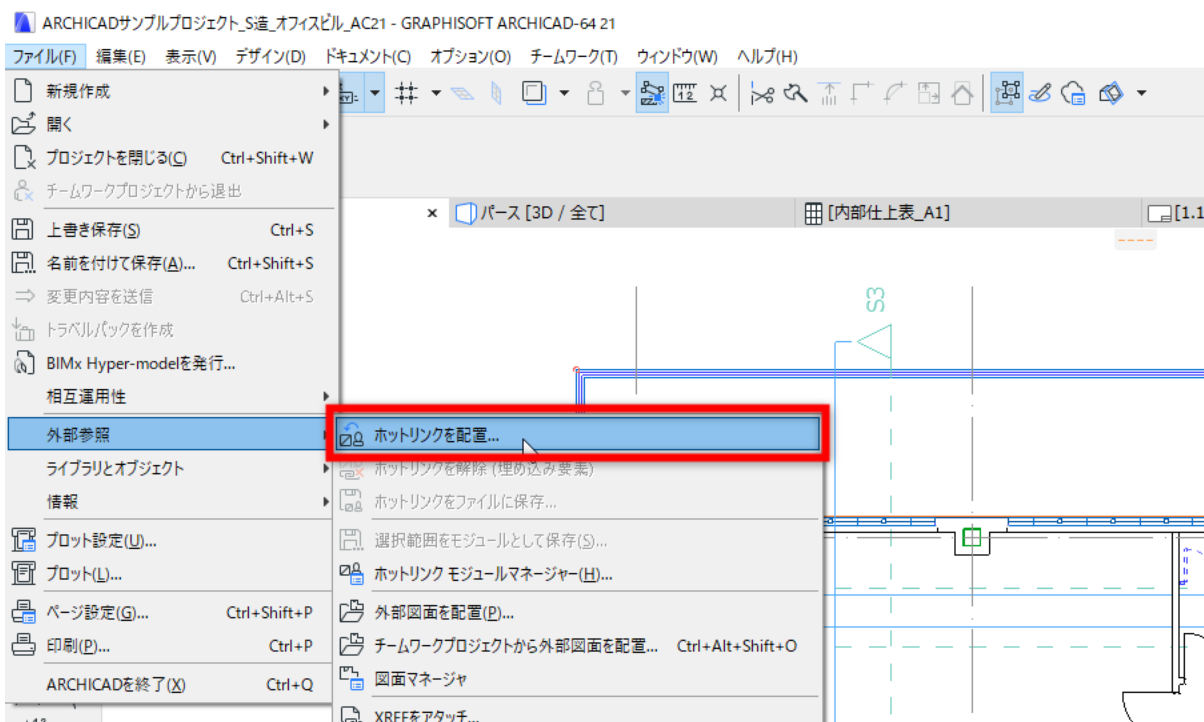 ARCHICADサンプルプロジェクト_S造_オフィスビル_AC21 - GRAPHISOFT ARCHICAD-64 21
ファイル(F) 編集(E) 表示(V) デザイン(D) ドキュメント(C) オプション(O) チームワーク(T) ウィンドウ(W) ヘルプ(H)
新規作成
開く
プロジェクトを閉じる(C) Ctrl+Shift+W
チームワークプロジェクトから退出
パース [3D / 全て]
[内部仕上表_A1]
[1.1
上書き保存(S) Ctrl+S
名前を付けて保存(A)... Ctrl+Shift+S
変更内容を送信 Ctrl+Alt+S
トラベルパックを作成
BIMx Hyper-modelを発行...
相互運用性
外部参照
ライブラリとオブジェクト
情報
プロット設定(U)...
プロット(L)...
ページ設定(G)... Ctrl+Shift+P
印刷(P)... Ctrl+P
ARCHICADを終了(X) Ctrl+Q
ホットリンクを配置...
ホットリンクを解除 (埋め込み要素)
ホットリンクをファイルに保存...
選択範囲をモジュールとして保存(S)...
ホットリンク モジュールマネージャー(H)...
外部図面を配置(P)...
チームワークプロジェクトから外部図面を配置... Ctrl+Alt+Shift+O
図面マネージャ
XREFをアタッチ...
S3